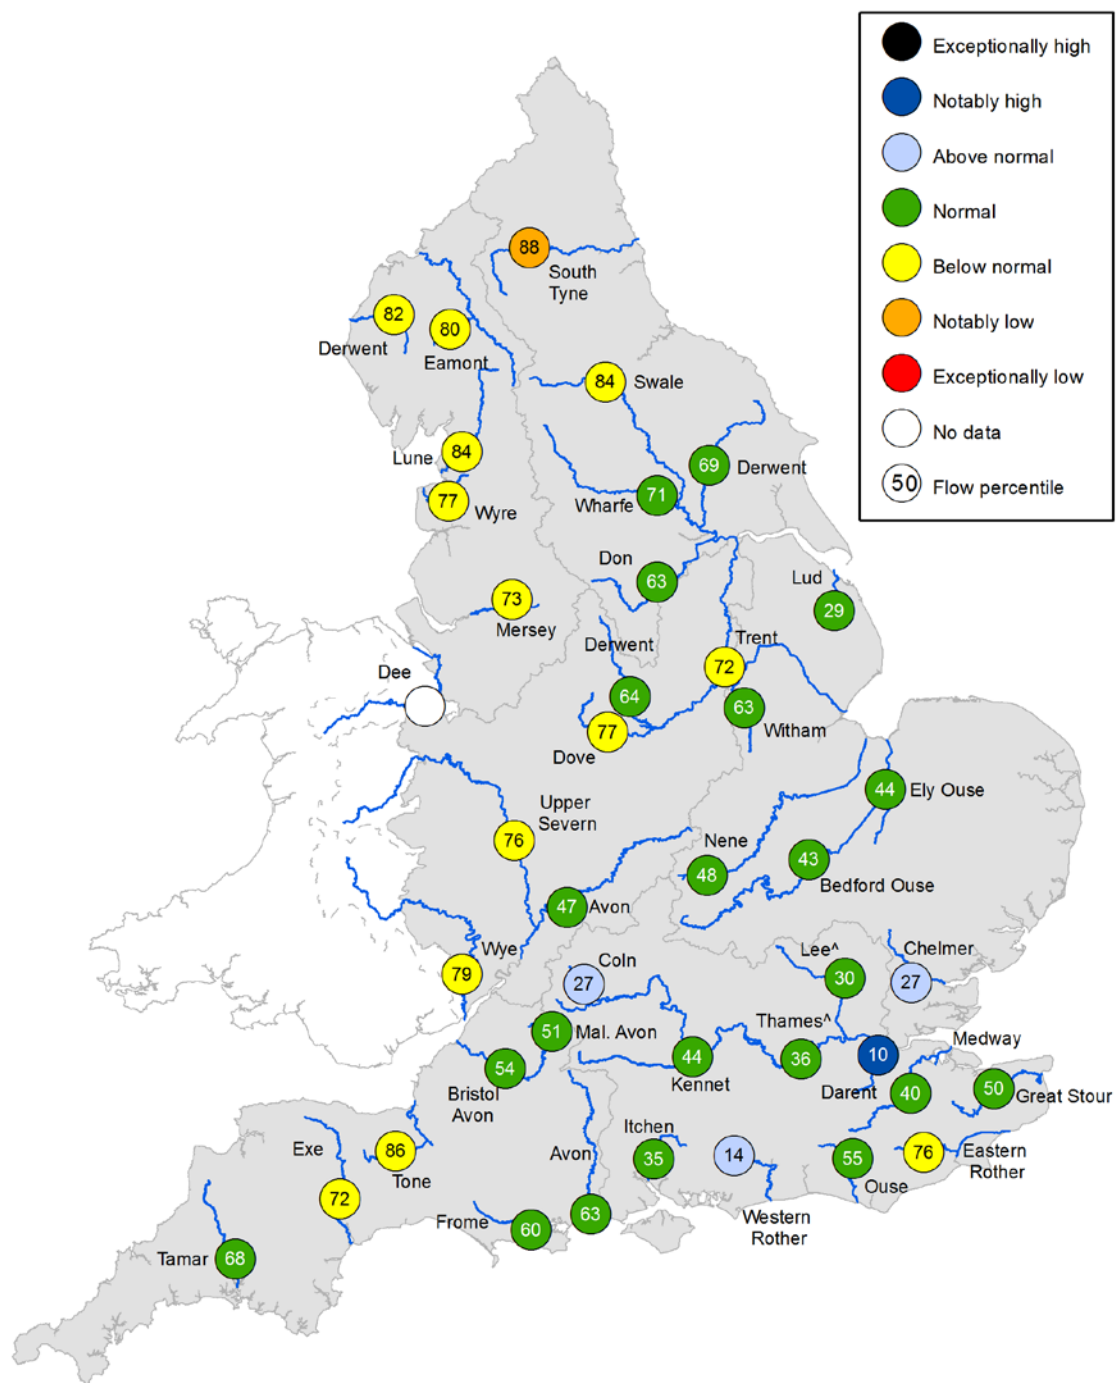 Exceptionally high
Notably high
Above normal
Normal
Below normal
Notably low
Exceptionally low
No data
50 Flow percentile
88
South
Tyne
82
Derwent
80
Eamont
84
Swale
84
Lune
77
Wyre
69
Derwent
71
Wharfe
Don
63
Lud
29
73
Mersey
Derwent
64
Trent
72
63
Witham
Dee
77
Dove
44
Ely Ouse
Upper
Severn
76
Nene
48
43
Bedford Ouse
47
Avon
Wye
79
Coln
27
Lee^
30
Chelmer
27
51
Mal. Avon
54
Bristol
Avon
44
Kennet
Thames^
36
10
Darent
Medway
40
50
Great Stour
Exe
72
86
Tone
Avon
63
Itchen
35
14
Western
Rother
55
Ouse
76
Eastern
Rother
Frome
60
Tamar
68